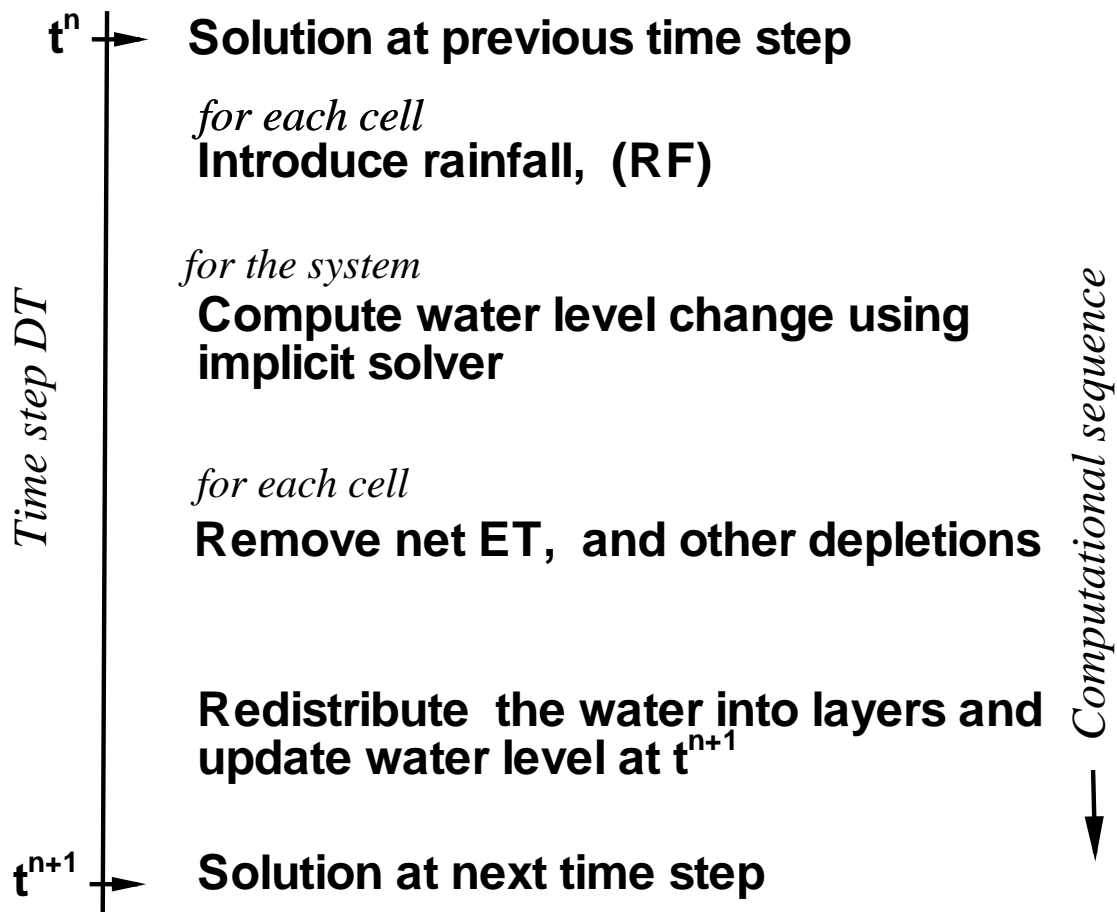 tⁿ Solution at previous time step
for each cell
Introduce rainfall, (RF)
for the system
Compute water level change using
implicit solver
for each cell
Remove net ET, and other depletions
Redistribute the water into layers and
update water level at tⁿ⁺¹
tⁿ⁺¹ Solution at next time step
Time step DT
Computational sequence